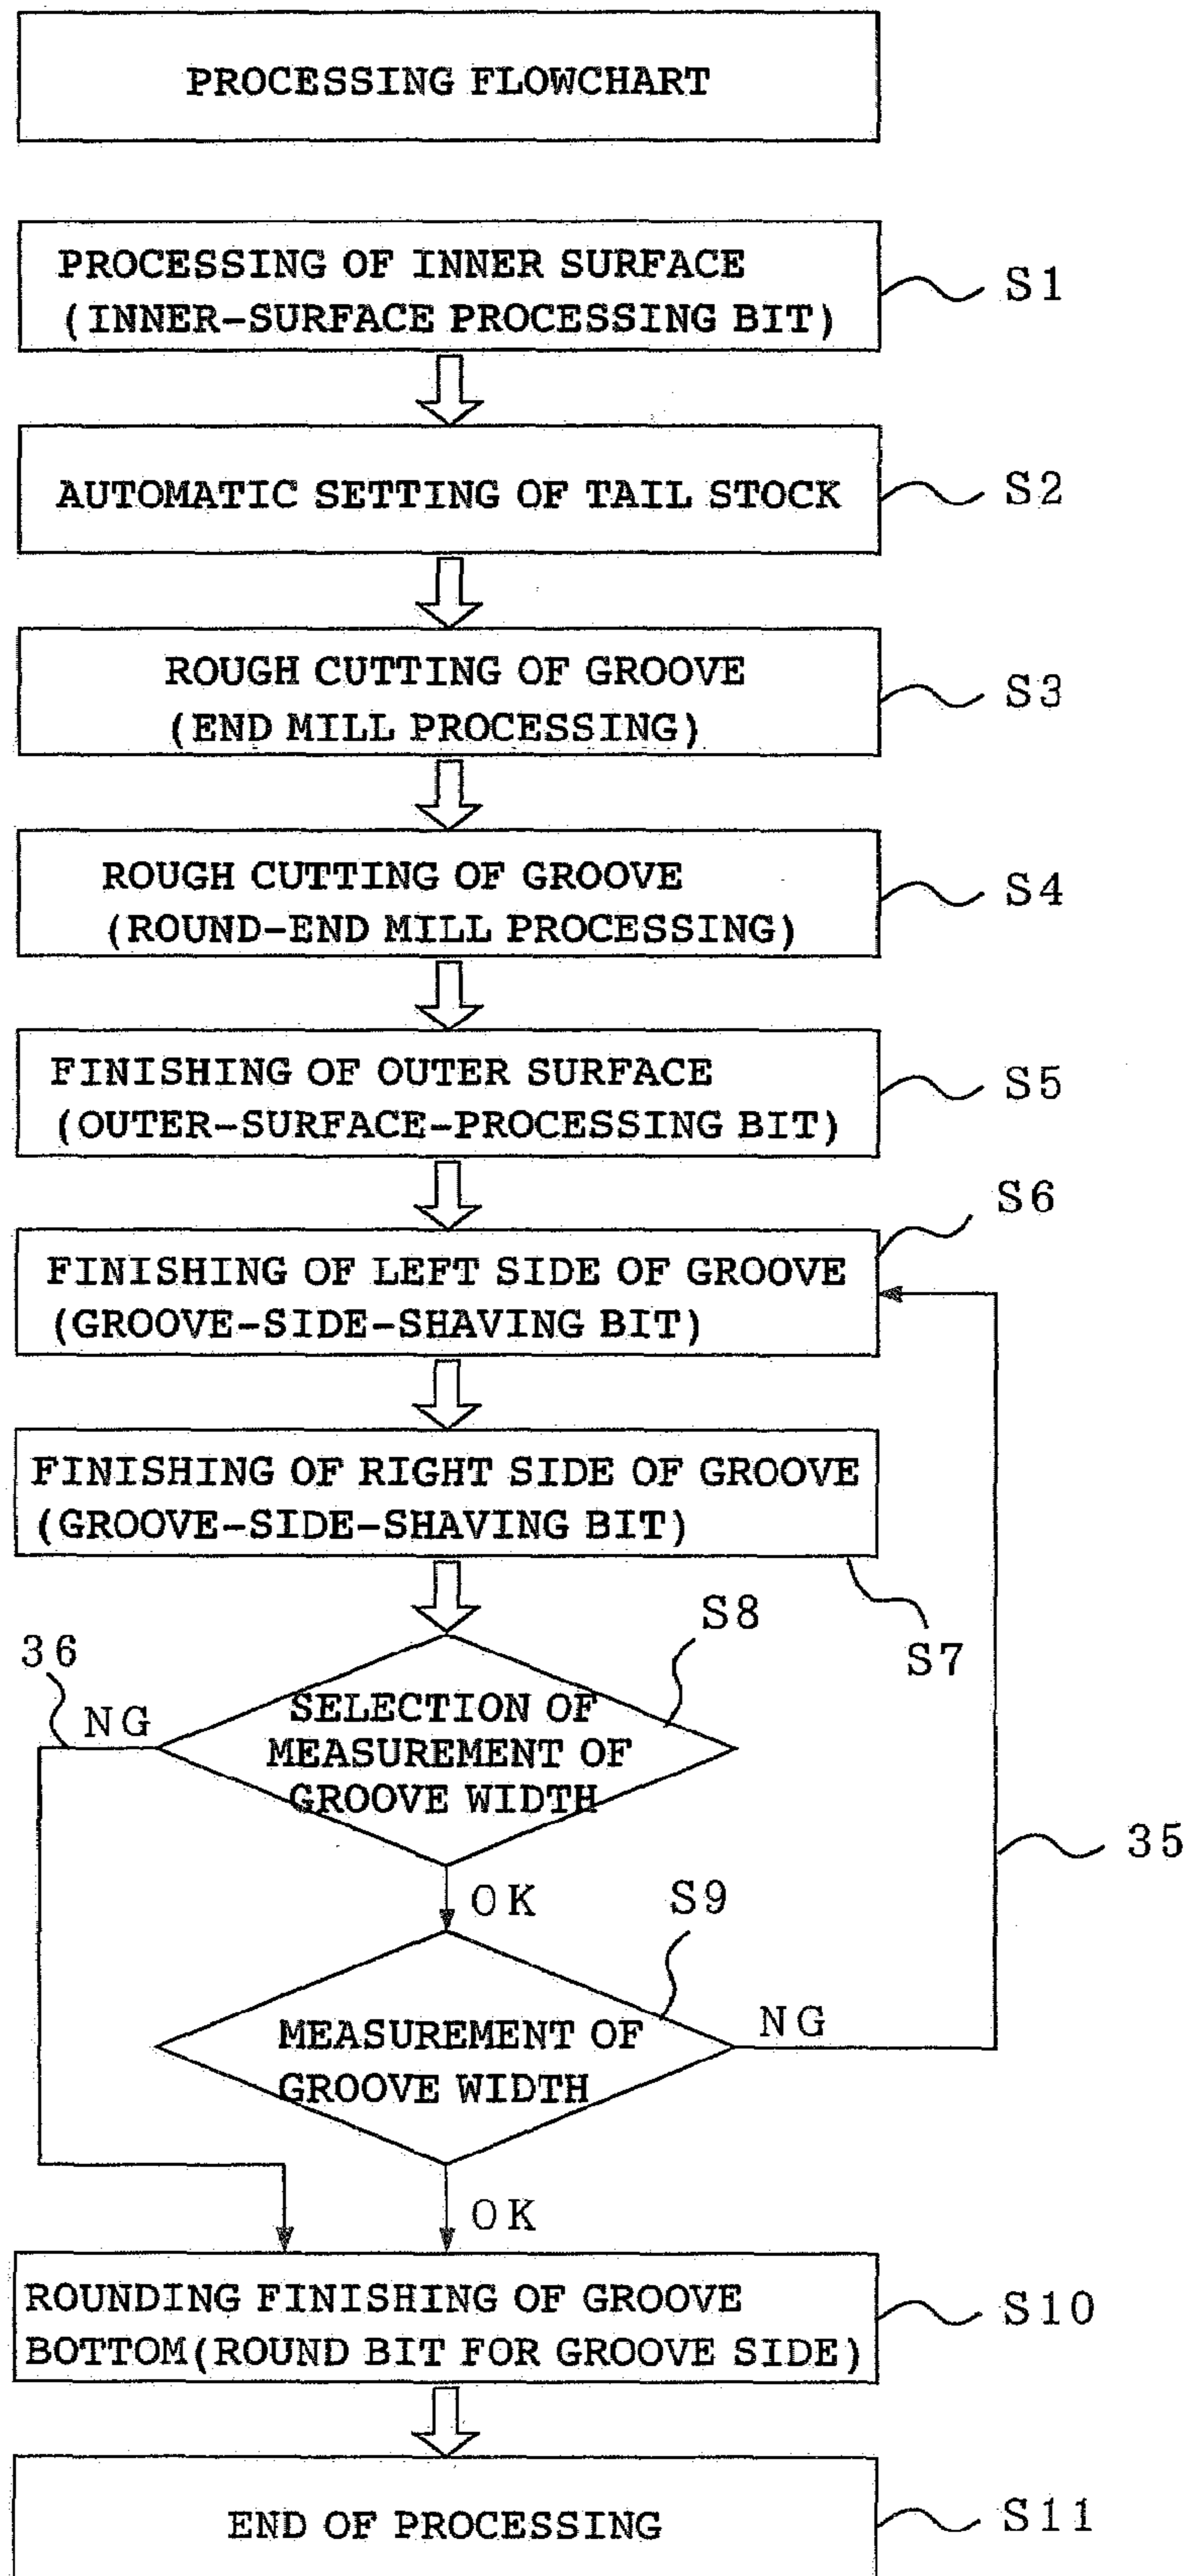 PROCESSING FLOWCHART
PROCESSING OF INNER SURFACE
(INNER-SURFACE PROCESSING BIT)
S1
AUTOMATIC SETTING OF TAIL STOCK
S2
ROUGH CUTTING OF GROOVE
(END MILL PROCESSING)
S3
ROUGH CUTTING OF GROOVE
(ROUND-END MILL PROCESSING)
S4
FINISHING OF OUTER SURFACE
(OUTER-SURFACE-PROCESSING BIT)
S5
S6
FINISHING OF LEFT SIDE OF GROOVE
(GROOVE-SIDE-SHAVING BIT)
FINISHING OF RIGHT SIDE OF GROOVE
(GROOVE-SIDE-SHAVING BIT)
S7
S8
36
NG
SELECTION OF
MEASUREMENT OF
GROOVE WIDTH
35
OK
S9
MEASUREMENT OF
GROOVE WIDTH
NG
OK
ROUNDING FINISHING OF GROOVE
BOTTOM(ROUND BIT FOR GROOVE SIDE)
S10
END OF PROCESSING
S11